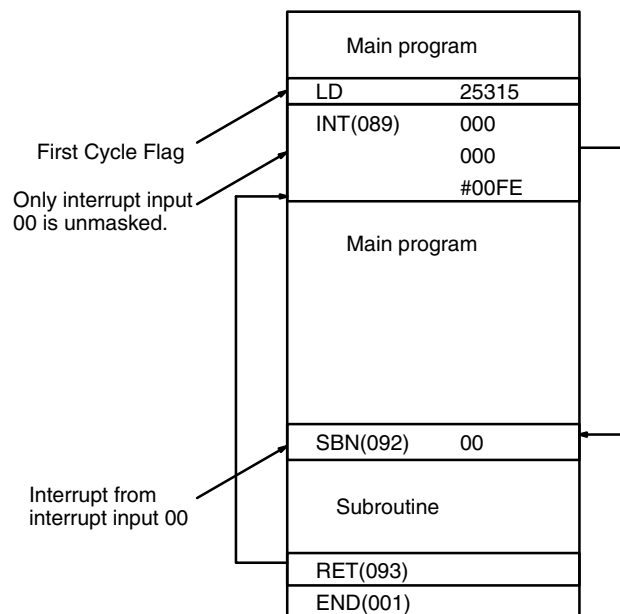 Main program
LD 25315
INT(089) 000
First Cycle Flag
000
Only interrupt input
00 is unmasked.
#00FE
Main program
SBN(092) 00
Interrupt from
interrupt input 00
Subroutine
RET(093)
END(001)